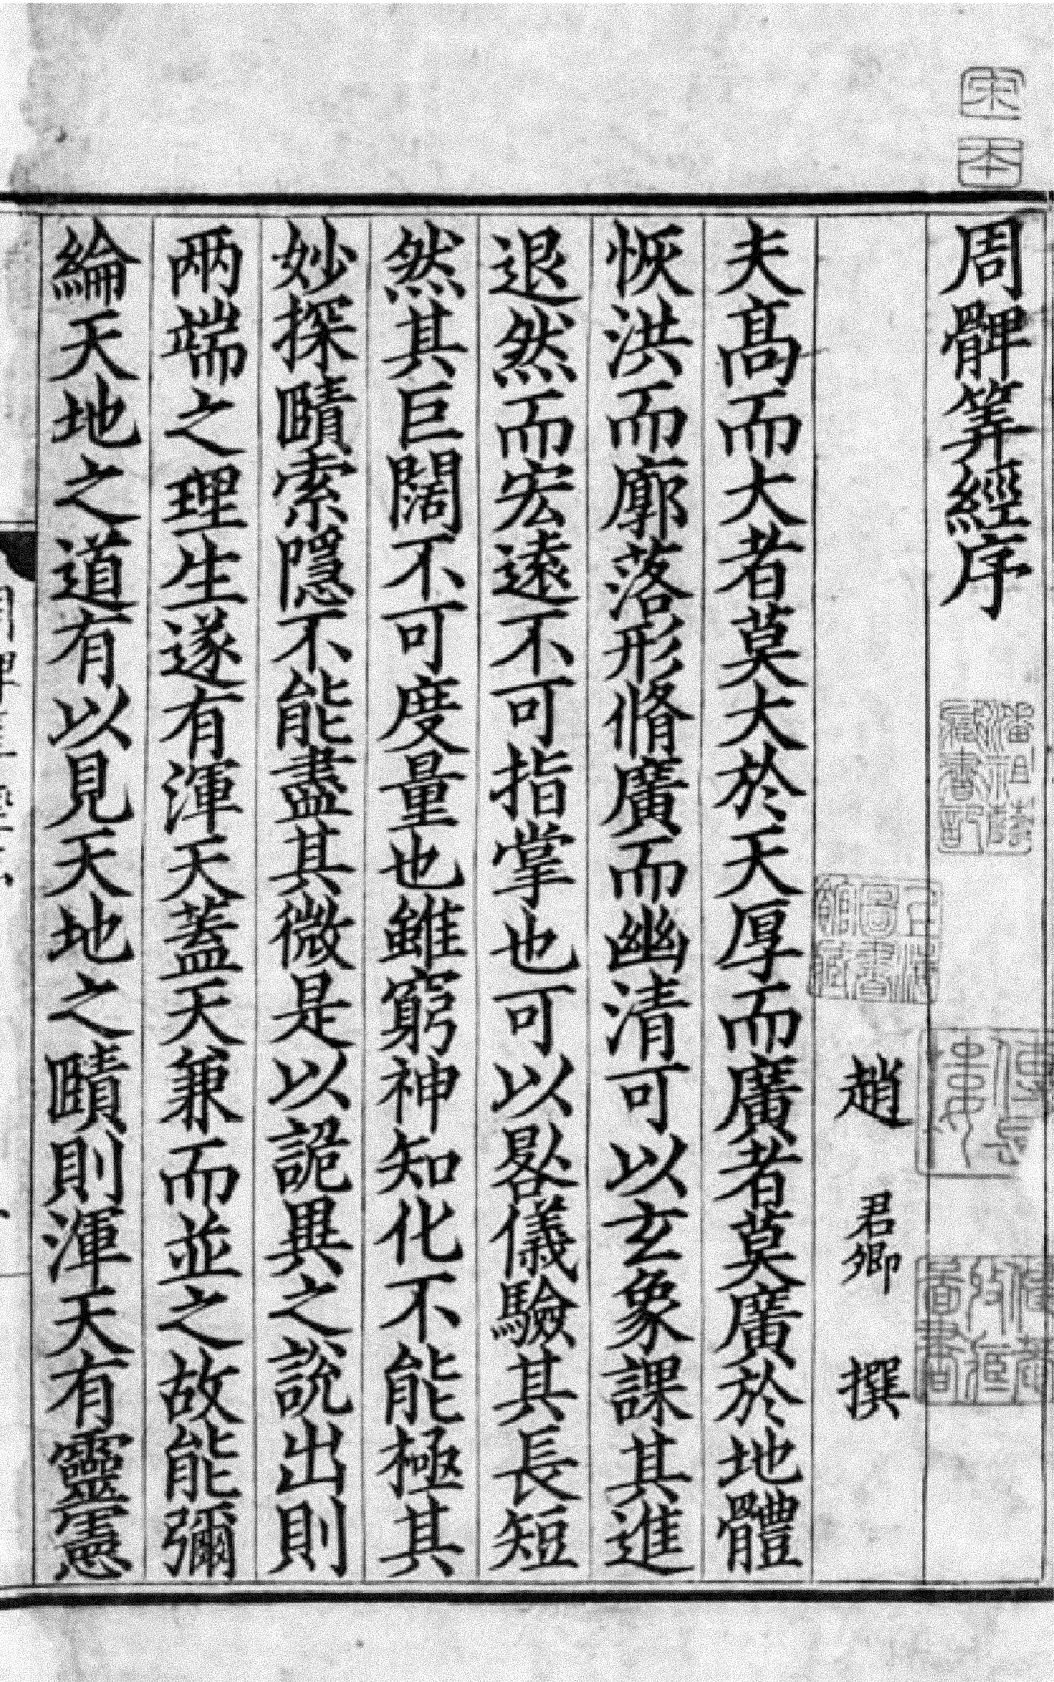 宋
本
周髀筭經序
趙君卿撰
夫髙而大者莫大於天厚而廣者莫廣於地體
恢洪而廓落形脩廣而幽清可以玄象課其進
退然而宏遠不可指掌也可以晷儀驗其長短
然其巨闊不可度量也雖窮神知化不能極其
妙探賾索隱不能盡其微是以詭異之說出則
兩端之理生遂有渾天蓋天兼而並之故能彌
綸天地之道有以見天地之賾則渾天有靈憲